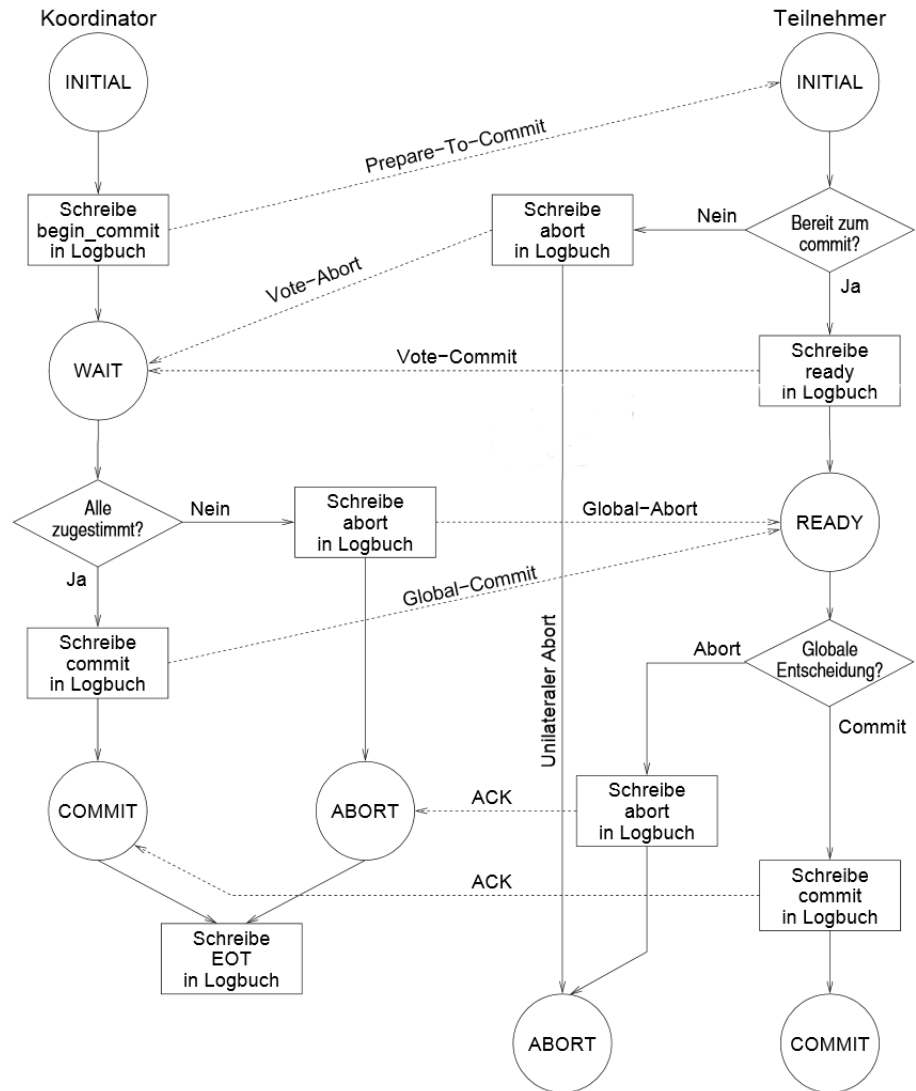 Koordinator
Teilnehmer
INITIAL
INITIAL
Prepare-To-Commit
Schreibe
begin_commit
in Logbuch
Schreibe
abort
in Logbuch
Nein
Bereit zum
commit?
Vote-Abort
Ja
WAIT
Vote-Commit
Schreibe
ready
in Logbuch
Alle
zugestimmt?
Nein
Schreibe
abort
in Logbuch
Global-Abort
READY
Ja
Global-Commit
Schreibe
commit
in Logbuch
Unilateraler Abort
Abort
Globale
Entscheidung?
Commit
COMMIT
ABORT
ACK
Schreibe
abort
in Logbuch
ACK
Schreibe
commit
in Logbuch
Schreibe
EOT
in Logbuch
ABORT
COMMIT